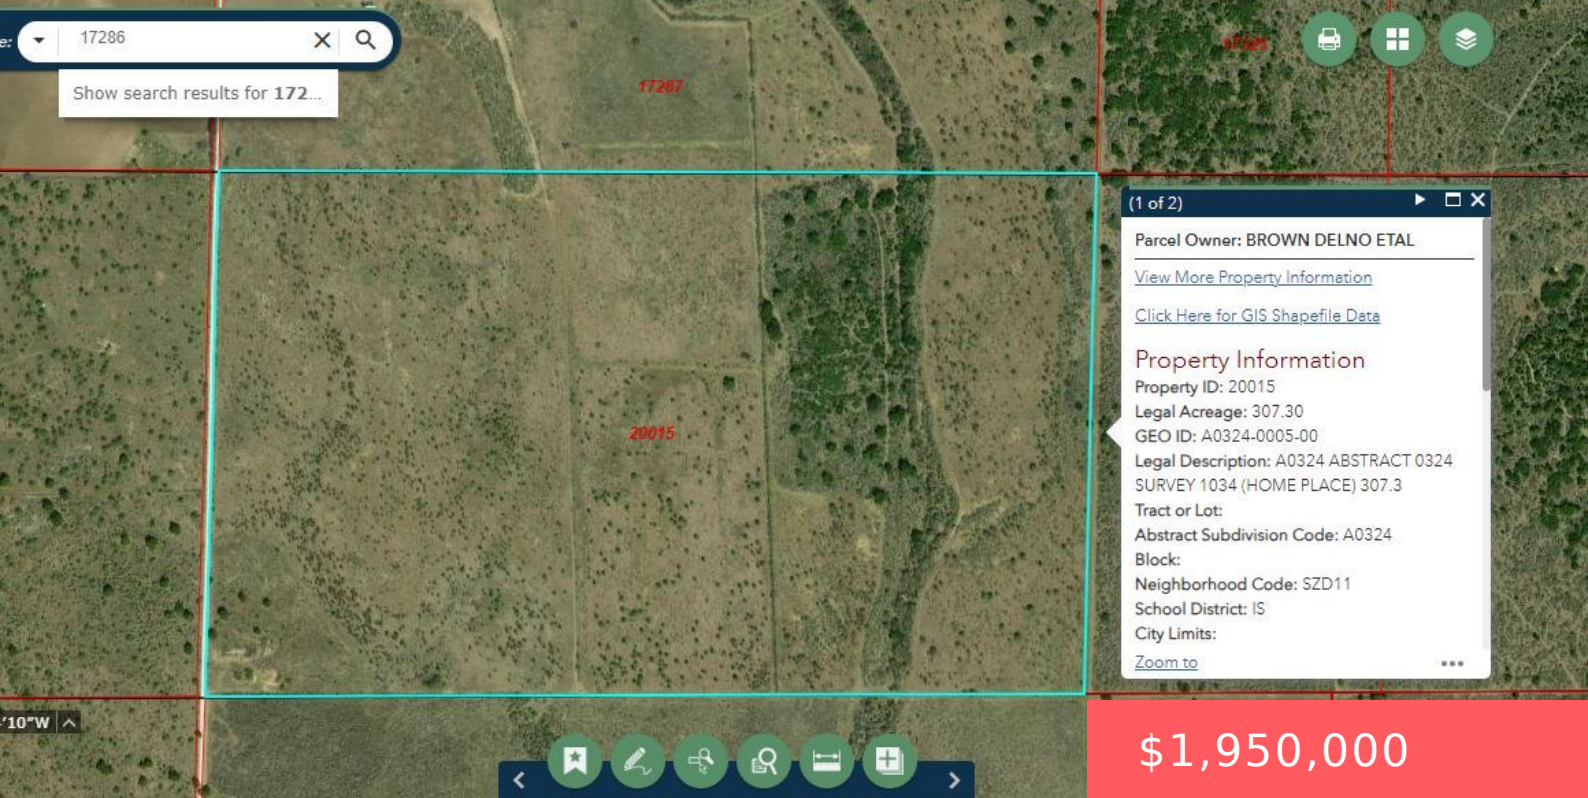 e:
17286
Show search results for 172...
17267
20015
(1 of 2)
Parcel Owner: BROWN DELNO ETAL
View More Property Information
Click Here for GIS Shapefile Data
Property Information
Property ID: 20015
Legal Acreage: 307.30
GEO ID: A0324-0005-00
Legal Description: A0324 ABSTRACT 0324
SURVEY 1034 (HOME PLACE) 307.3
Tract or Lot:
Abstract Subdivision Code: A0324
Block:
Neighborhood Code: SZD11
School District: IS
City Limits:
Zoom to
'10"W
$1,950,000